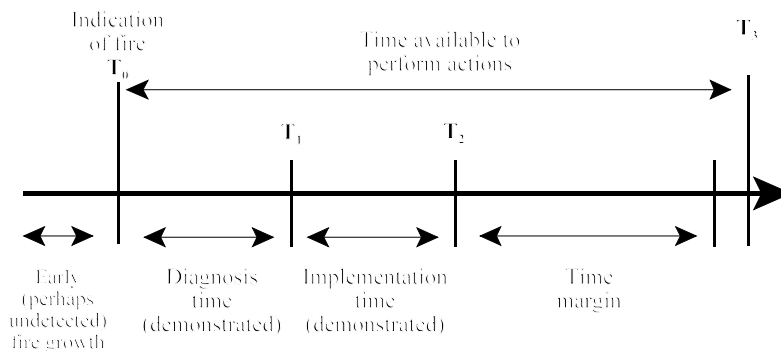 Indication
of fire
T0
Time available to
perform actions
T3
T1
T2
Early
(perhaps
undetected)
fire growth
Diagnosis
time
(demonstrated)
Implementation
time
(demonstrated)
Time
margin